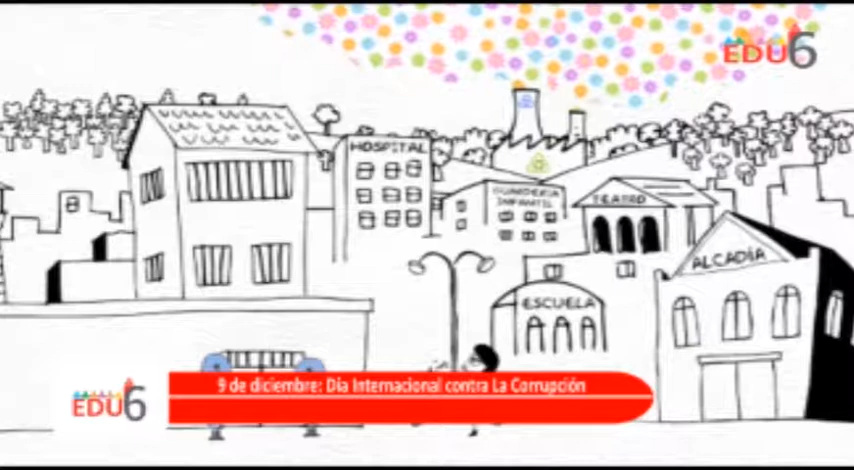 EDU6
HOSPITAL
GUARDERIA
INFANTIL
TEATRO
ALCADÍA
ESCUELA
9 de diciembre: Día Internacional contra La Corrupción
EDU6